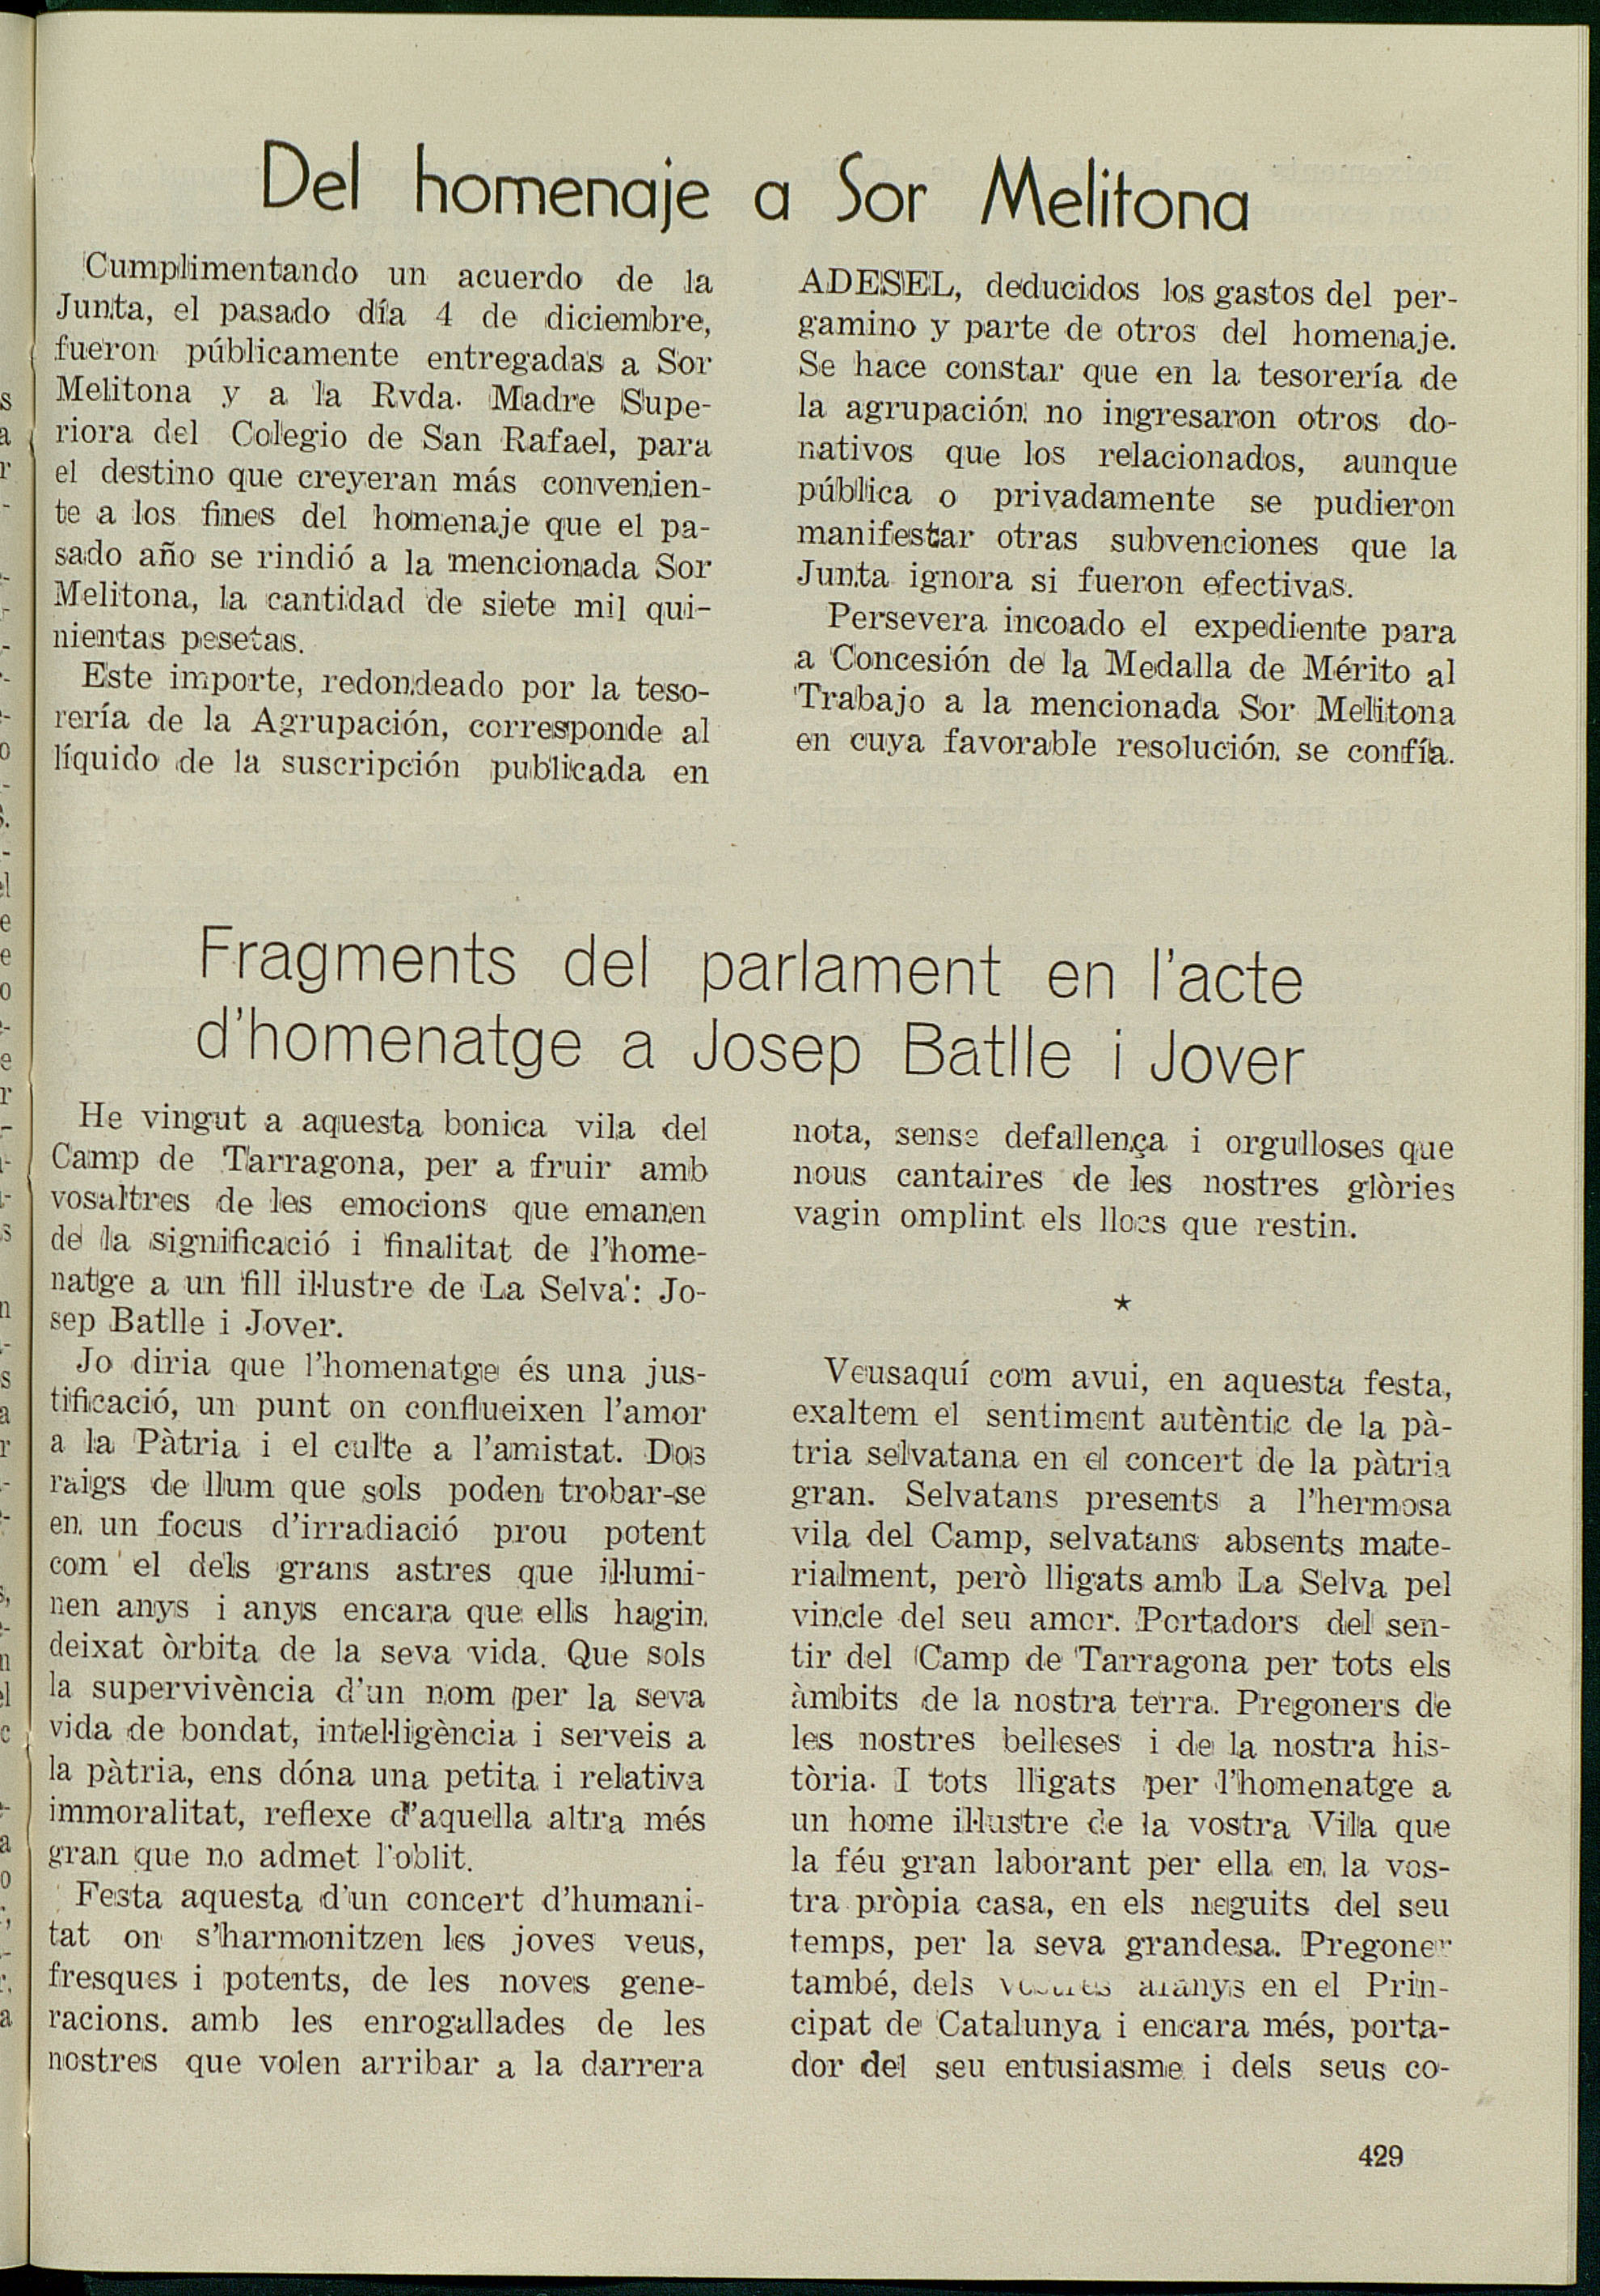 Del homenaje a Sor Melitona
Cumplimentando un acuerdo de la
Junta, el pasado día 4 de diciembre,
fueron públicamente entregadas a Sor
Melitona y a la Rvda. Madre Supe-
riora del Colegio de San Rafael, para
el destino que creyeran más convenien-
te a los fines del homenaje que el pa-
sado año se rindió a la mencionada Sor
Melitona, la cantidad de siete mil qui-
nientas pesetas.
Este importe, redondeado por la teso-
rería de la Agrupación, corresponde al
líquido de la suscripción publicada en
ADESEL, deducidos los gastos del per-
gamino y parte de otros del homenaje.
Se hace constar que en la tesorería de
la agrupación no ingresaron otros do-
nativos que los relacionados, aunque
pública o privadamente se pudieron
manifestar otras subvenciones que la
Junta ignora si fueron efectivas.
Persevera incoado el expediente para
a Concesión de la Medalla de Mérito al
Trabajo a la mencionada Sor Melitona
en cuya favorable resolución se confía.
Fragments del parlament en l'acte
d'homenatge a Josep Batlle i Jover
He vingut a aquesta bonica vila del
Camp de Tarragona, per a fruir amb
vosaltres de les emocions que emanen
de la significació i finalitat de l'home-
natge a un fill il·lustre de La Selva: Jo-
sep Batlle i Jover.
Jo diria que l'homenatge és una jus-
tificació, un punt on conflueixen l'amor
a la Pàtria i el culte a l'amistat. Dos
raigs de llum que sols poden trobar-se
en un focus d'irradiació prou potent
com el dels grans astres que il·lumi-
nen anys i anys encara que ells hagin
deixat òrbita de la seva vida. Que sols
la supervivència d'un nom per la seva
vida de bondat, intel·ligència i serveis a
la pàtria, ens dóna una petita i relativa
immoralitat, reflexe d'aquella altra més
gran que no admet l'oblit.
Festa aquesta d'un concert d'humani-
tat on s'harmonitzen les joves veus,
fresques i potents, de les noves gene-
racions. amb les enrogallades de les
nostres que volen arribar a la darrera
nota, sense defallença i orgulloses que
nous cantaires de les nostres glòries
vagin omplint els llocs que restin.
★
Veusaquí com avui, en aquesta festa,
exaltem el sentiment autèntic de la pà-
tria selvatana en el concert de la pàtria
gran. Selvatans presents a l'hermosa
vila del Camp, selvatans absents mate-
rialment, però lligats amb La Selva pel
vincle del seu amor. Portadors del sen-
tir del Camp de Tarragona per tots els
àmbits de la nostra terra. Pregoners de
les nostres belleses i de la nostra his-
tòria. I tots lligats per l'homenatge a
un home il·lustre de la vostra Vila que
la féu gran laborant per ella en la vos-
tra pròpia casa, en els neguits del seu
temps, per la seva grandesa. Pregoner
també, dels en el Prin-
cipat de Catalunya i encara més, porta-
dor del seu entusiasme i dels seus co-
429